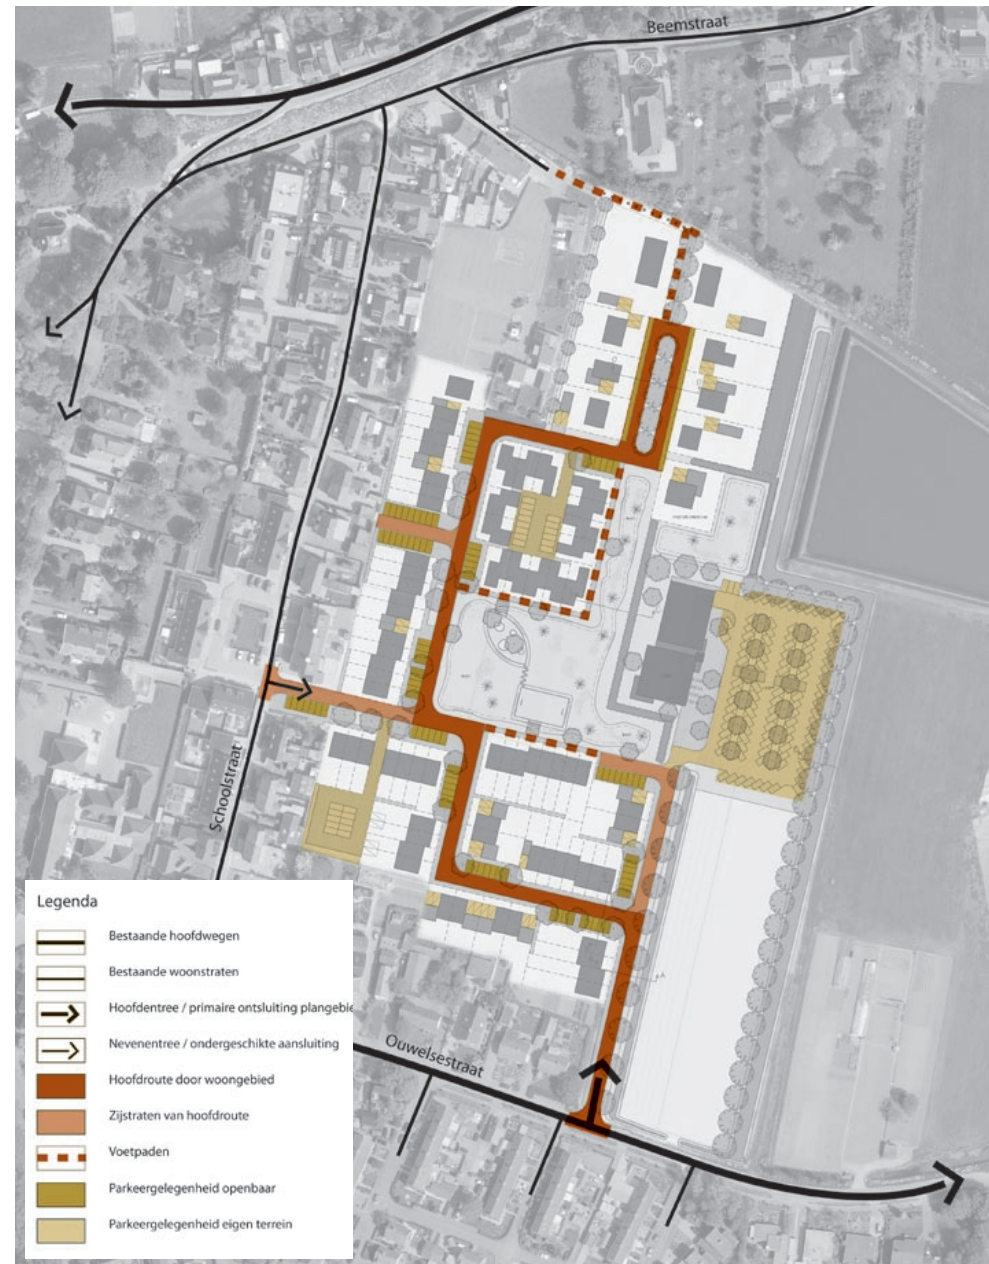 Beemstraat
Schoolstraat
Ouwelsestraat
Legenda
Bestaande hoofdwegen
Bestaande woonstraten
Hoofdentree / primaire ontsluiting plangebie
Nevenentree / ondergeschikte aansluiting
Hoofdroute door woongebied
Zijstraten van hoofdroute
Voetpaden
Parkeergelegenheid openbaar
Parkeergelegenheid eigen terrein